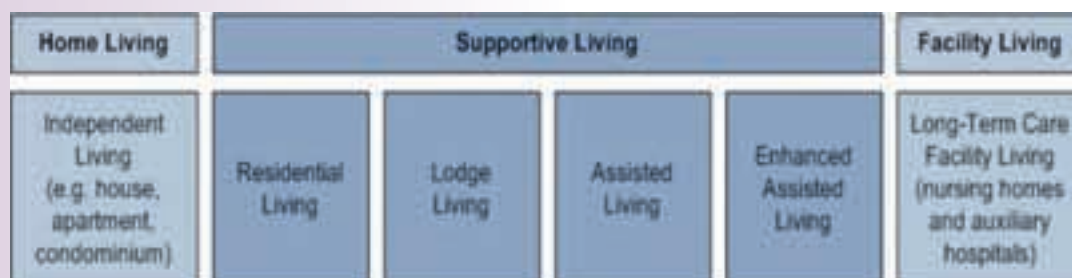 Home Living
Supportive Living
Facility Living
Independent
Living
(e.g. house,
apartment,
condominium)
Residential
Living
Lodge
Living
Assisted
Living
Enhanced
Assisted
Living
Long-Term Care
Facility Living
(nursing homes
and auxiliary
hospitals)